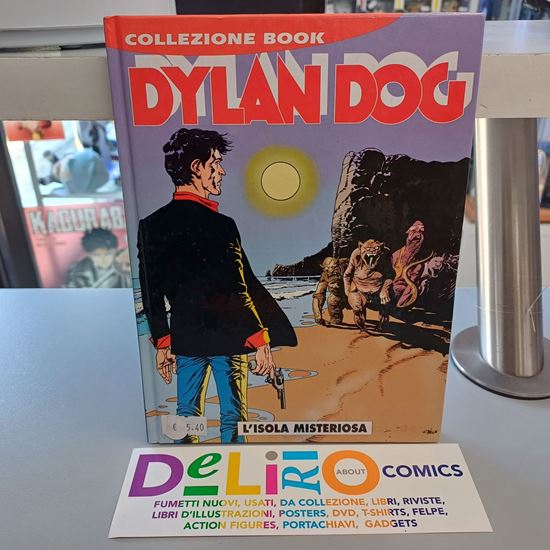 COLLEZIONE BOOK
DYLAN DOG
KAGURAB
€ 5.40
L'ISOLA MISTERIOSA
DeLiRiO ABOUT COMICS
FUMETTI NUOVI, USATI, DA COLLEZIONE, LIBRI, RIVISTE,
LIBRI D'ILLUSTRAZIONI, POSTERS, DVD, T-SHIRTS, FELPE,
ACTION FIGURES, PORTACHIAVI, GADGETS